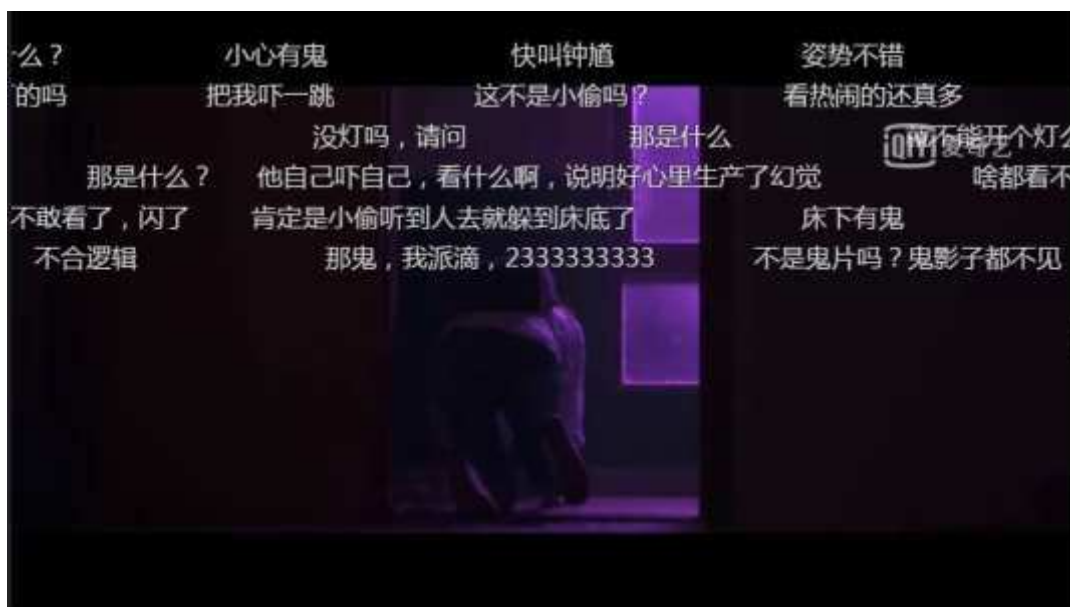 么？ 小心有鬼 快叫钟馗 姿势不错
的吗 把我吓一跳 这不是小偷吗？ 看热闹的还真多
没灯吗，请问 那是什么 不能开个灯么
那是什么？ 他自己吓自己，看什么啊，说明好心里生产了幻觉 啥都看不
不敢看了，闪了 肯定是小偷听到人去就躲到床底了 床下有鬼
不合逻辑 那鬼，我派滴，2333333333 不是鬼片吗？鬼影子都不见
iQIYI 爱奇艺